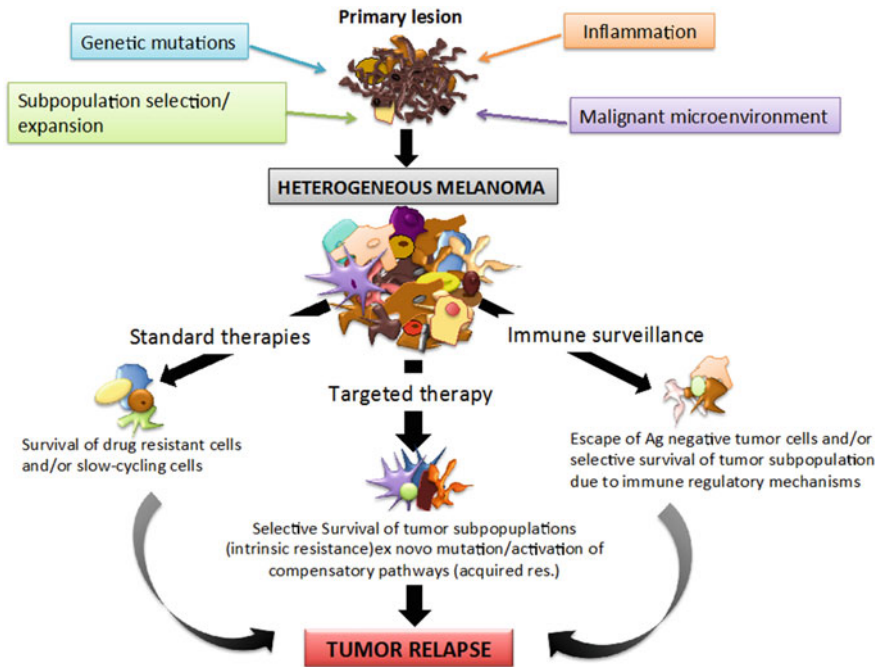 Primary lesion
Genetic mutations
Inflammation
Subpopulation selection/
expansion
Malignant microenvironment
HETEROGENEOUS MELANOMA
Standard therapies
Immune surveillance
Targeted therapy
Survival of drug resistant cells
and/or slow-cycling cells
Escape of Ag negative tumor cells and/or
selective survival of tumor subpopulation
due to immune regulatory mechanisms
Selective Survival of tumor subpopuplations
(intrinsic resistance)ex novo mutation/activation of
compensatory pathways (acquired res.)
TUMOR RELAPSE